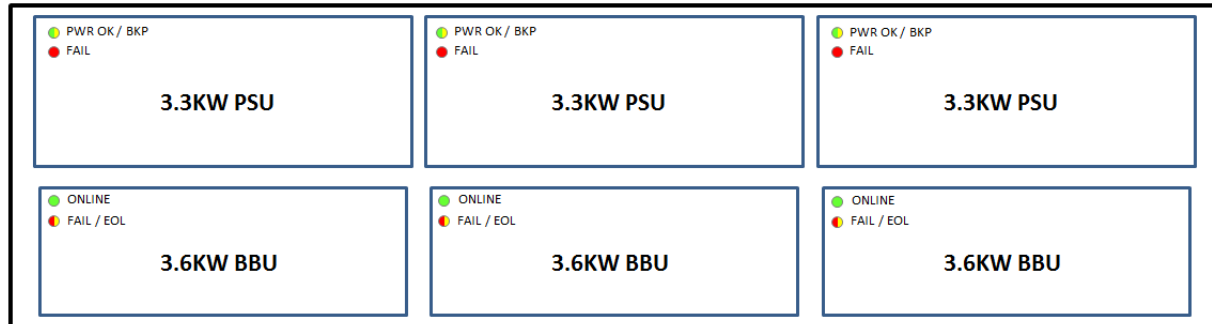 PWR OK / BKP
FAIL
3.3KW PSU
PWR OK / BKP
FAIL
3.3KW PSU
PWR OK / BKP
FAIL
3.3KW PSU
ONLINE
FAIL / EOL
3.6KW BBU
ONLINE
FAIL / EOL
3.6KW BBU
ONLINE
FAIL / EOL
3.6KW BBU